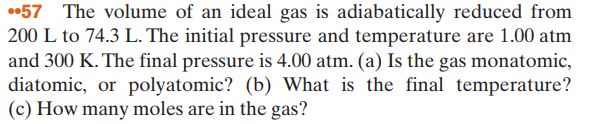 ••57 The volume of an ideal gas is adiabatically reduced from
200 L to 74.3 L. The initial pressure and temperature are 1.00 atm
and 300 K. The final pressure is 4.00 atm. (a) Is the gas monatomic,
diatomic, or polyatomic? (b) What is the final temperature?
(c) How many moles are in the gas?